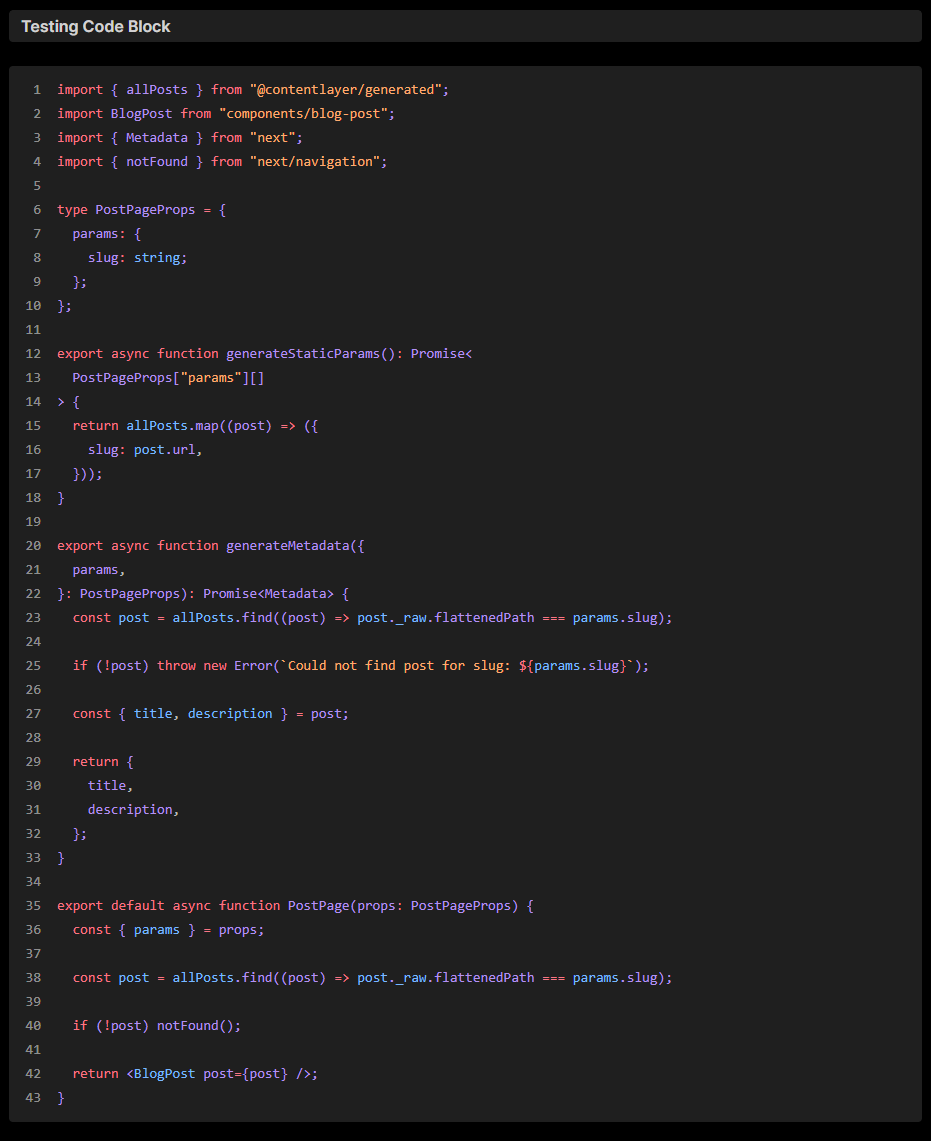 Testing Code Block
1 import { allPosts } from "@contentlayer/generated";
2 import BlogPost from "components/blog-post";
3 import { Metadata } from "next";
4 import { notFound } from "next/navigation";
5
6 type PostPageProps = {
7   params: {
8     slug: string;
9   };
10 };
11
12 export async function generateStaticParams(): Promise<
13   PostPageProps["params"][]
14 > {
15   return allPosts.map((post) => ({
16     slug: post.url,
17   }));
18 }
19
20 export async function generateMetadata({
21   params,
22 }: PostPageProps): Promise<Metadata> {
23   const post = allPosts.find((post) => post._raw.flattenedPath === params.slug);
24
25   if (!post) throw new Error(`Could not find post for slug: ${params.slug}`);
26
27   const { title, description } = post;
28
29   return {
30     title,
31     description,
32   };
33 }
34
35 export default async function PostPage(props: PostPageProps) {
36   const { params } = props;
37
38   const post = allPosts.find((post) => post._raw.flattenedPath === params.slug);
39
40   if (!post) notFound();
41
42   return <BlogPost post={post} />;
43 }